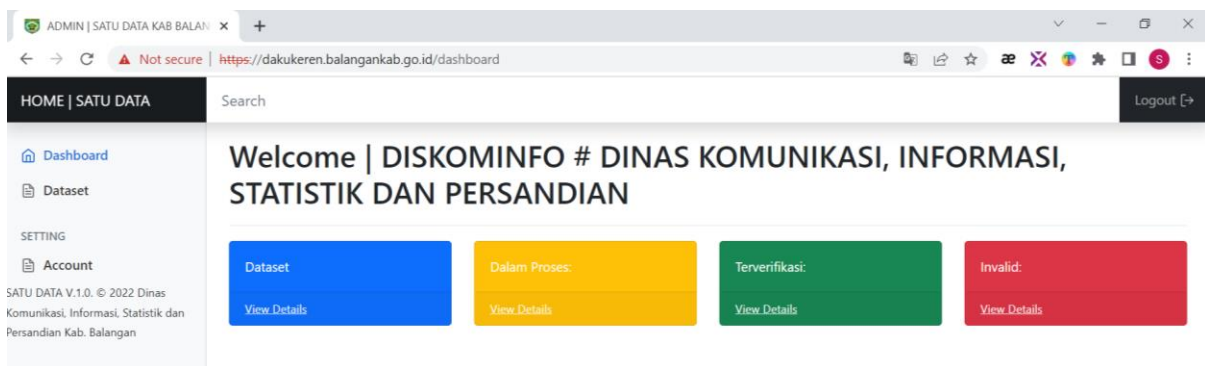 ADMIN | SATU DATA KAB BALAN
Not secure | https://dakukeren.balangankab.go.id/dashboard
S
HOME | SATU DATA
Search
Logout
Dashboard
Dataset
SETTING
Account
SATU DATA V.1.0. © 2022 Dinas
Komunikasi, Informasi, Statistik dan
Persandian Kab. Balangan
Welcome | DISKOMINFO # DINAS KOMUNIKASI, INFORMASI,
STATISTIK DAN PERSANDIAN
Dataset
View Details
Dalam Proses:
View Details
Terverifikasi:
View Details
Invalid:
View Details